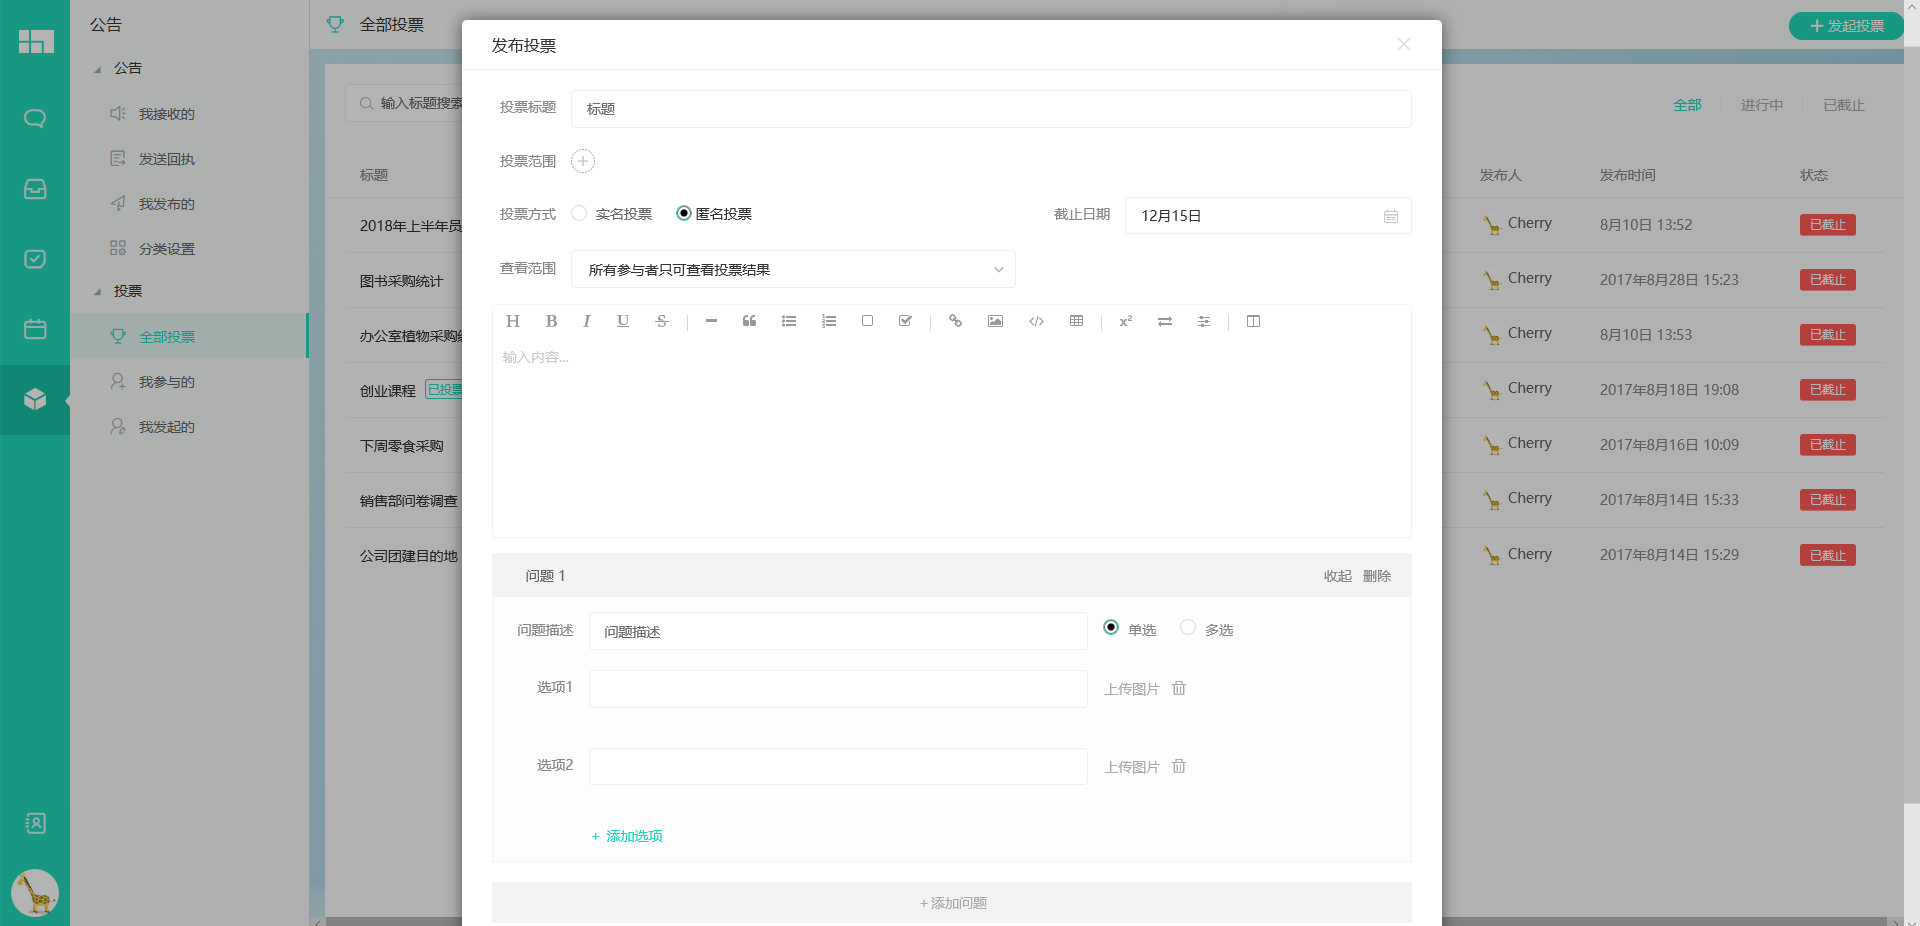 公告
公告
我接收的
发送回执
我发布的
分类设置
投票
全部投票
我参与的
我发起的
全部投票
+ 发起投票
输入标题搜索
全部 进行中 已截止
标题 发布人 发布时间 状态
2018年上半年员 Cherry 8月10日 13:52 已截止
图书采购统计 Cherry 2017年8月28日 15:23 已截止
办公室植物采购 Cherry 8月10日 13:53 已截止
创业课程 已投票 Cherry 2017年8月18日 19:08 已截止
下周零食采购 Cherry 2017年8月16日 10:09 已截止
销售部问卷调查 Cherry 2017年8月14日 15:33 已截止
公司团建目的地 Cherry 2017年8月14日 15:29 已截止
发布投票
投票标题 标题
投票范围
投票方式 实名投票 匿名投票 截止日期 12月15日
查看范围 所有参与者只可查看投票结果
H B I U S x²
输入内容...
问题 1 收起 删除
问题描述 问题描述 单选 多选
选项1 上传图片
选项2 上传图片
+ 添加选项
+ 添加问题